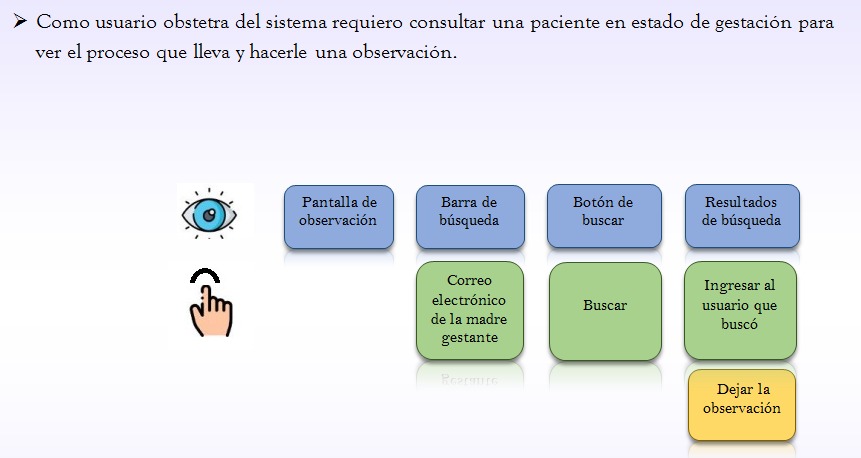 Como usuario obstetra del sistema requiero consultar una paciente en estado de gestación para
ver el proceso que lleva y hacerle una observación.
Pantalla de
observación
Barra de
búsqueda
Botón de
buscar
Resultados
de búsqueda
Correo
electrónico
de la madre
gestante
Buscar
Ingresar al
usuario que
buscó
Dejar la
observación